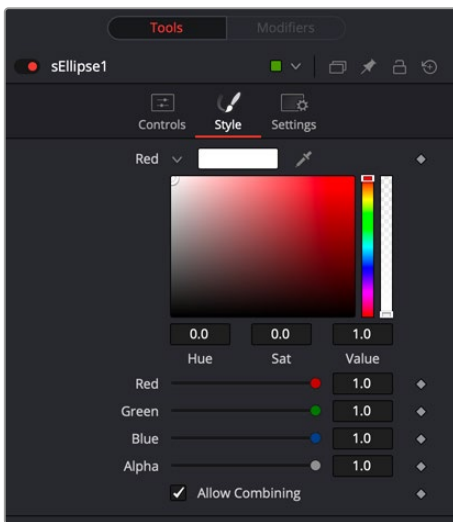 Tools Modifiers
sEllipse1
Controls Style Settings
Red
0.0 0.0 1.0
Hue Sat Value
Red 1.0
Green 1.0
Blue 1.0
Alpha 1.0
Allow Combining